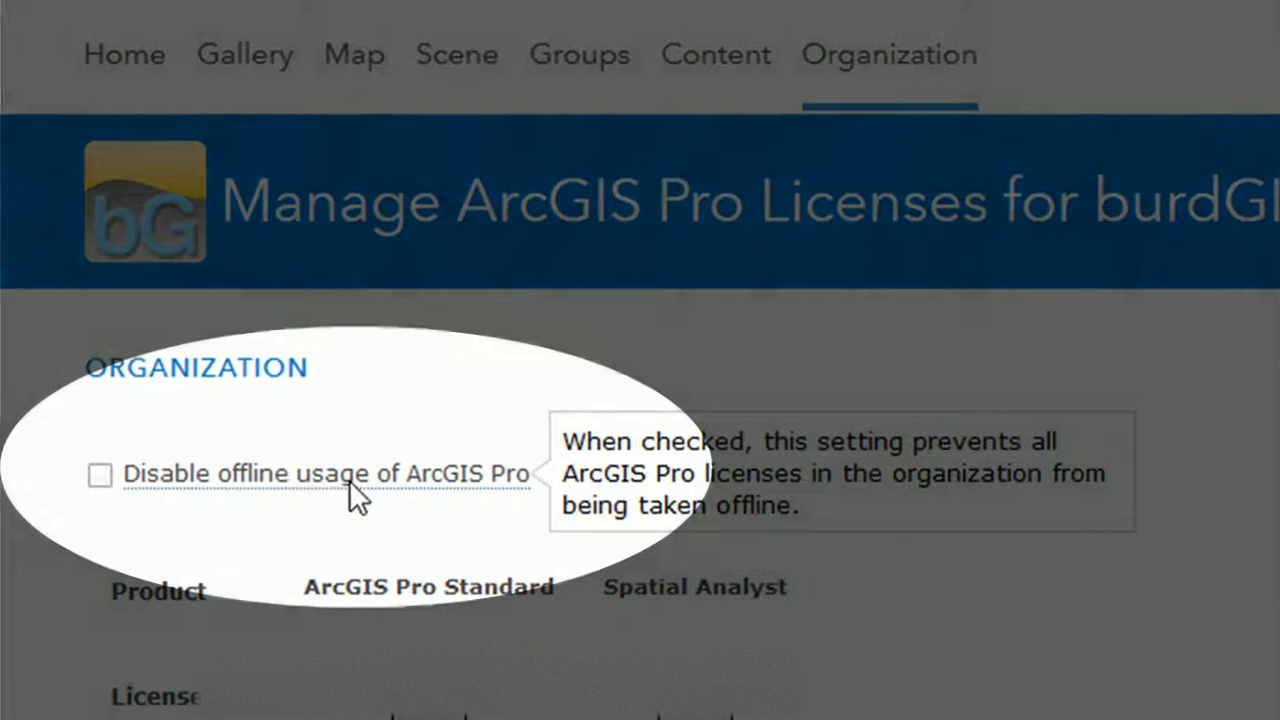 Home Gallery Map Scene Groups Content Organization
bG
Manage ArcGIS Pro Licenses for burdGI
ORGANIZATION
Disable offline usage of ArcGIS Pro
When checked, this setting prevents all
ArcGIS Pro licenses in the organization from
being taken offline.
Product ArcGIS Pro Standard Spatial Analyst
License